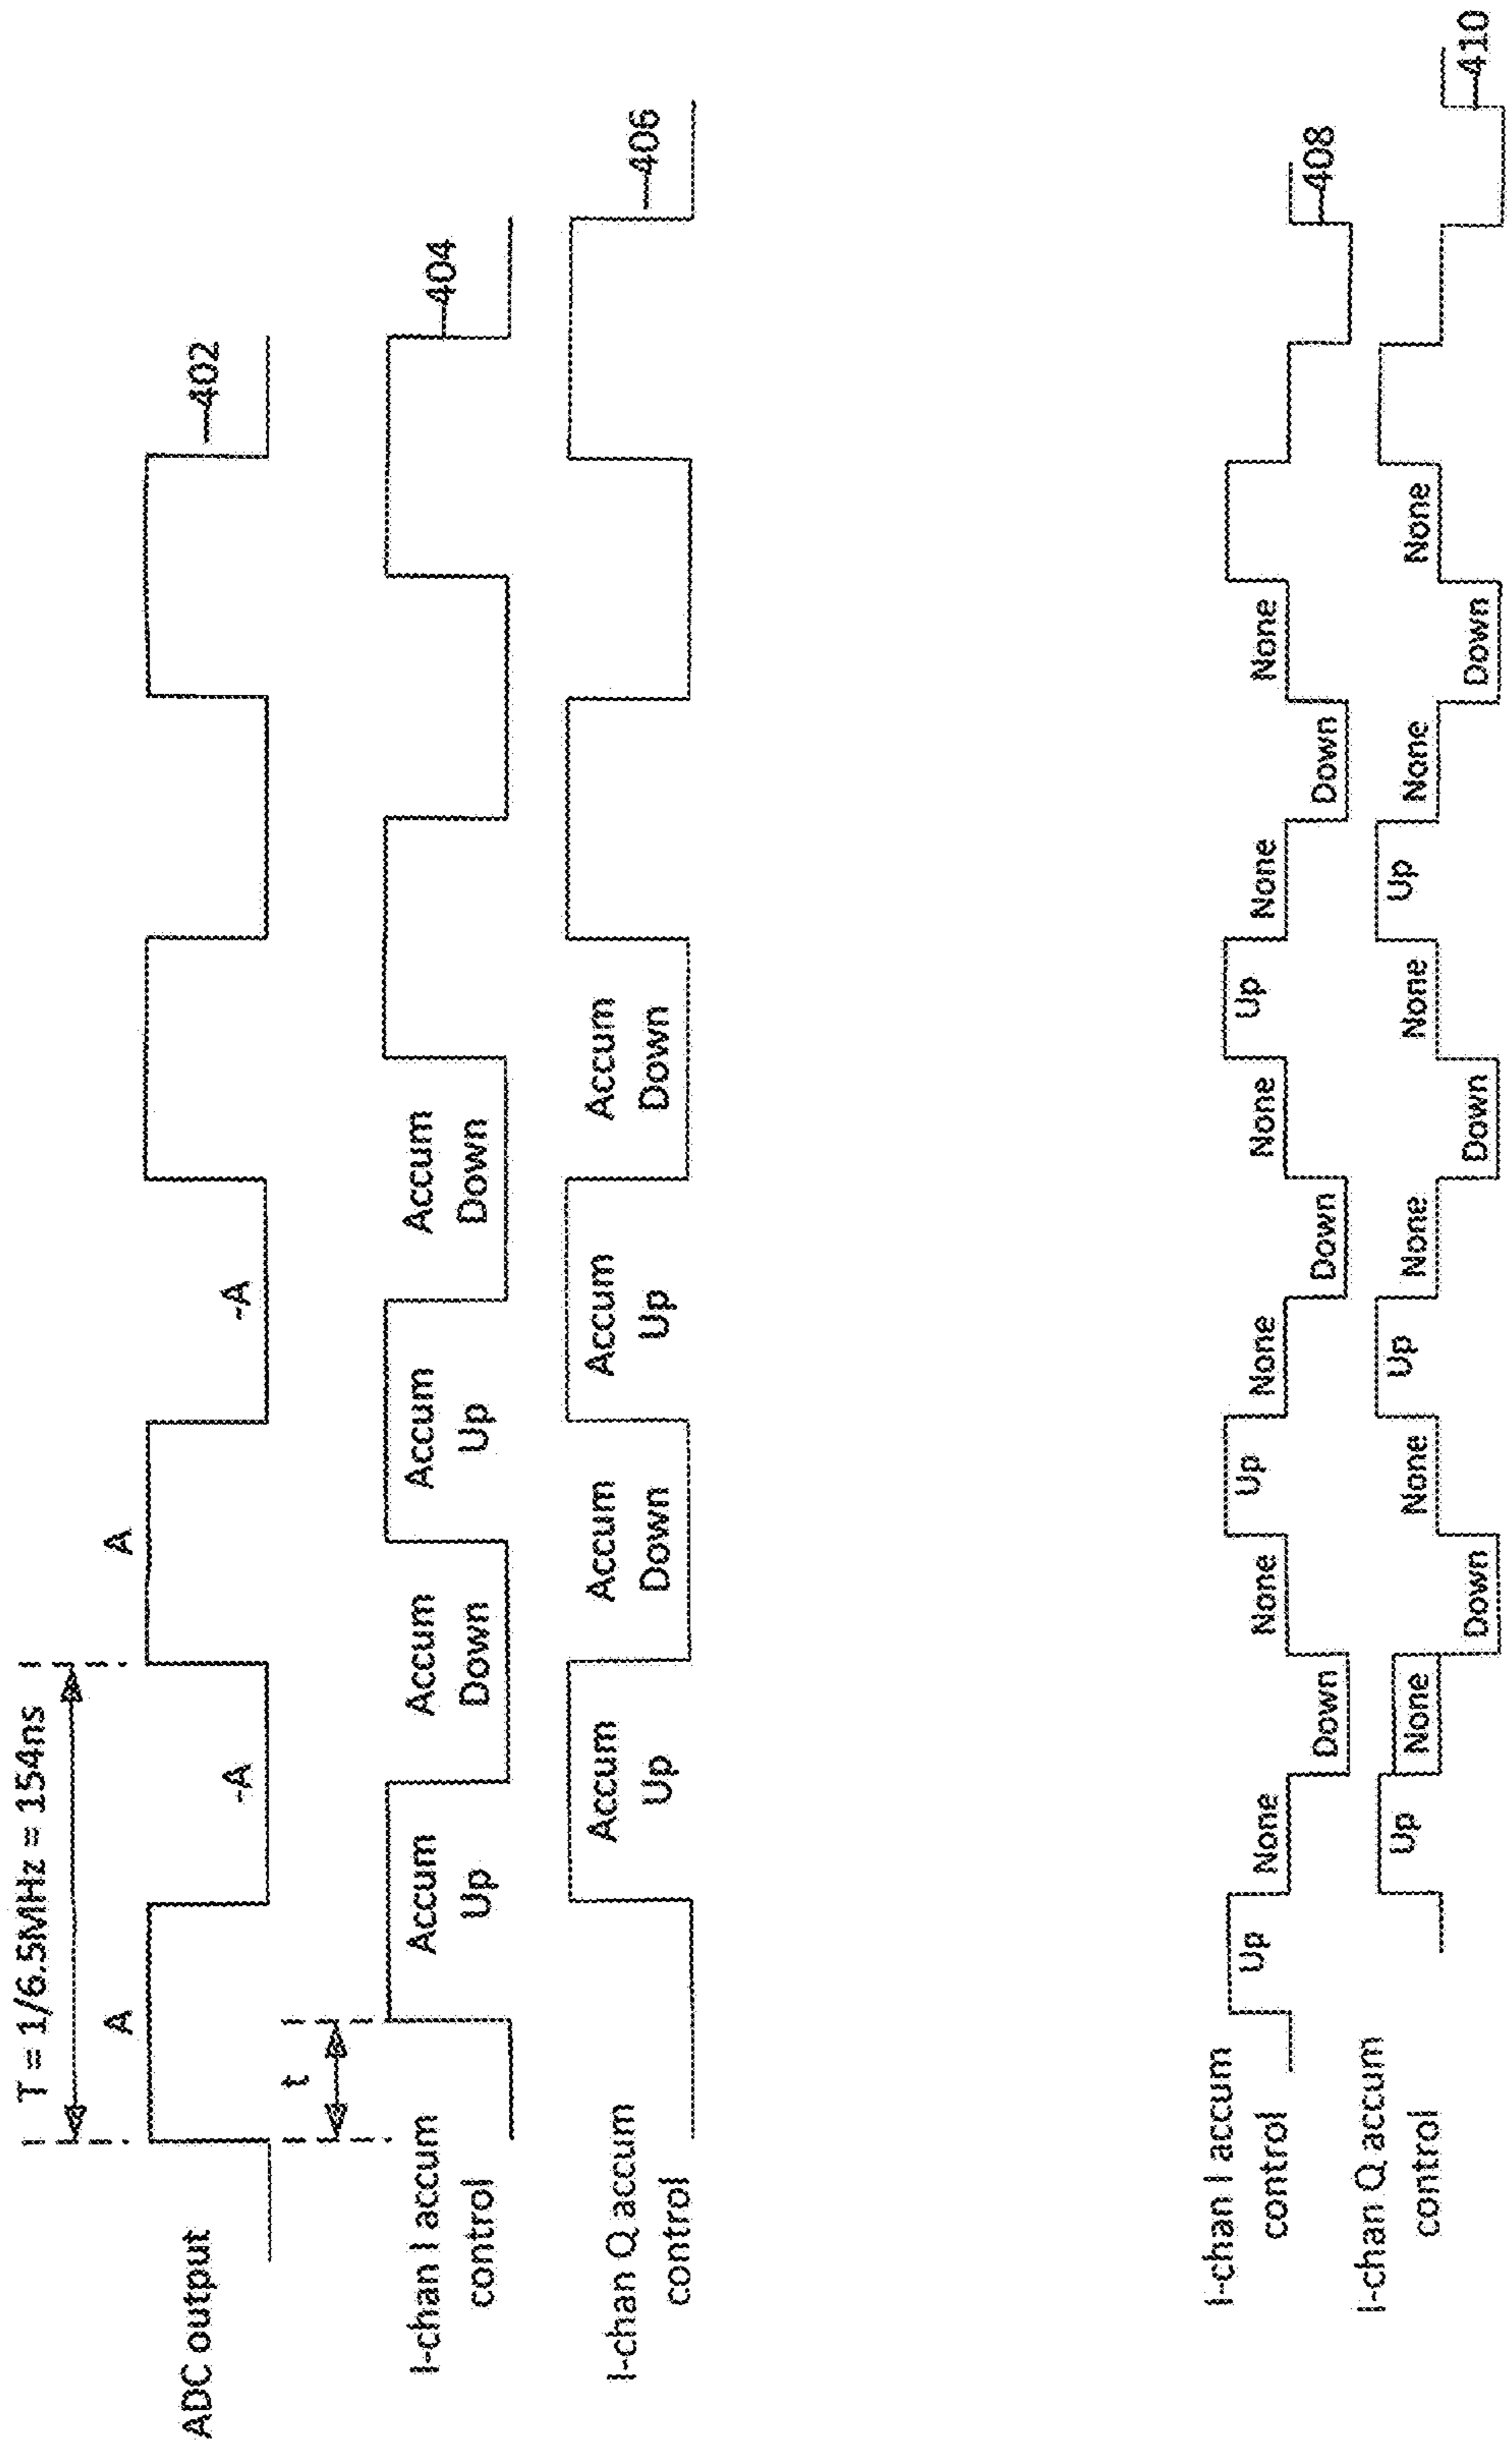 T = 1/6.5MHz = 154ns
ADC output
A
-A
A
-A
402
t
I-chan I accum
control
Accum
Up
Accum
Down
Accum
Up
Accum
Down
404
I-chan Q accum
control
Accum
Up
Accum
Down
Accum
Up
Accum
Down
406
I-chan I accum
control
Up
None
Down
None
Up
None
Down
None
Up
None
Down
None
408
I-chan Q accum
control
Up
None
Down
None
Up
None
Down
None
Up
None
Down
None
410